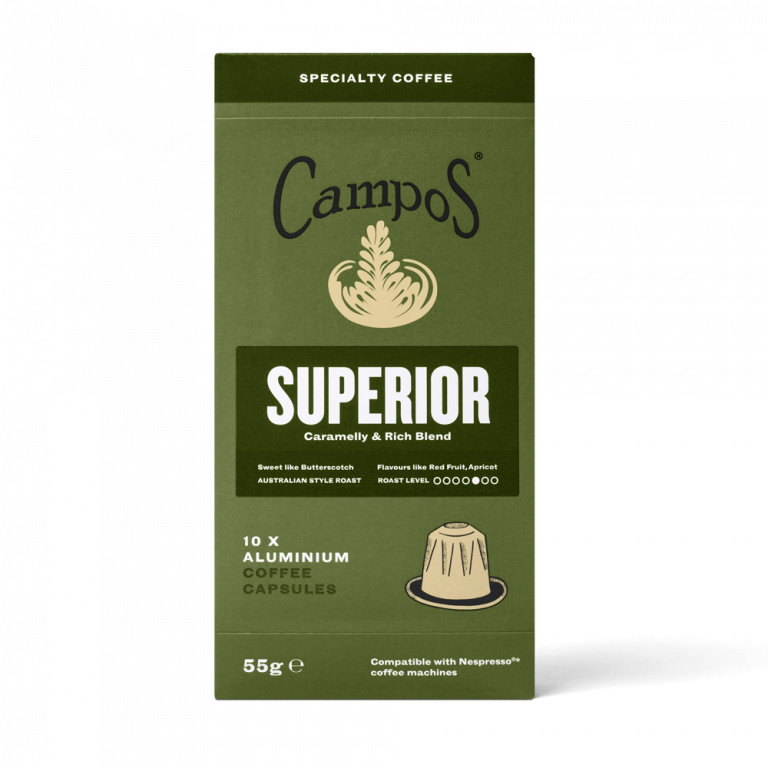 SPECIALTY COFFEE
CampoS®
SUPERIOR
Caramelly & Rich Blend
Sweet like Butterscotch Flavours like Red Fruit, Apricot
AUSTRALIAN STYLE ROAST ROAST LEVEL
10 X
ALUMINIUM
COFFEE
CAPSULES
55g ℮ Compatible with Nespresso®*
coffee machines